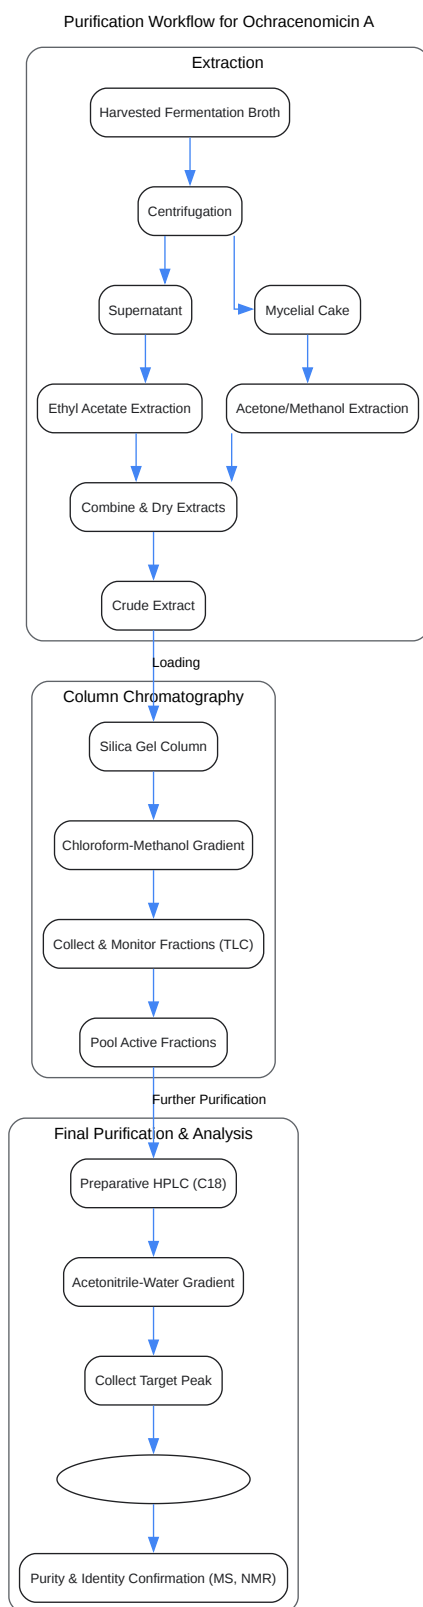 Purification Workflow for Ochracenomicin A
Extraction
Harvested Fermentation Broth
Centrifugation
Supernatant
Mycelial Cake
Ethyl Acetate Extraction
Acetone/Methanol Extraction
Combine & Dry Extracts
Crude Extract
Loading
Column Chromatography
Silica Gel Column
Chloroform-Methanol Gradient
Collect & Monitor Fractions (TLC)
Pool Active Fractions
Further Purification
Final Purification & Analysis
Preparative HPLC (C18)
Acetonitrile-Water Gradient
Collect Target Peak
Purity & Identity Confirmation (MS, NMR)